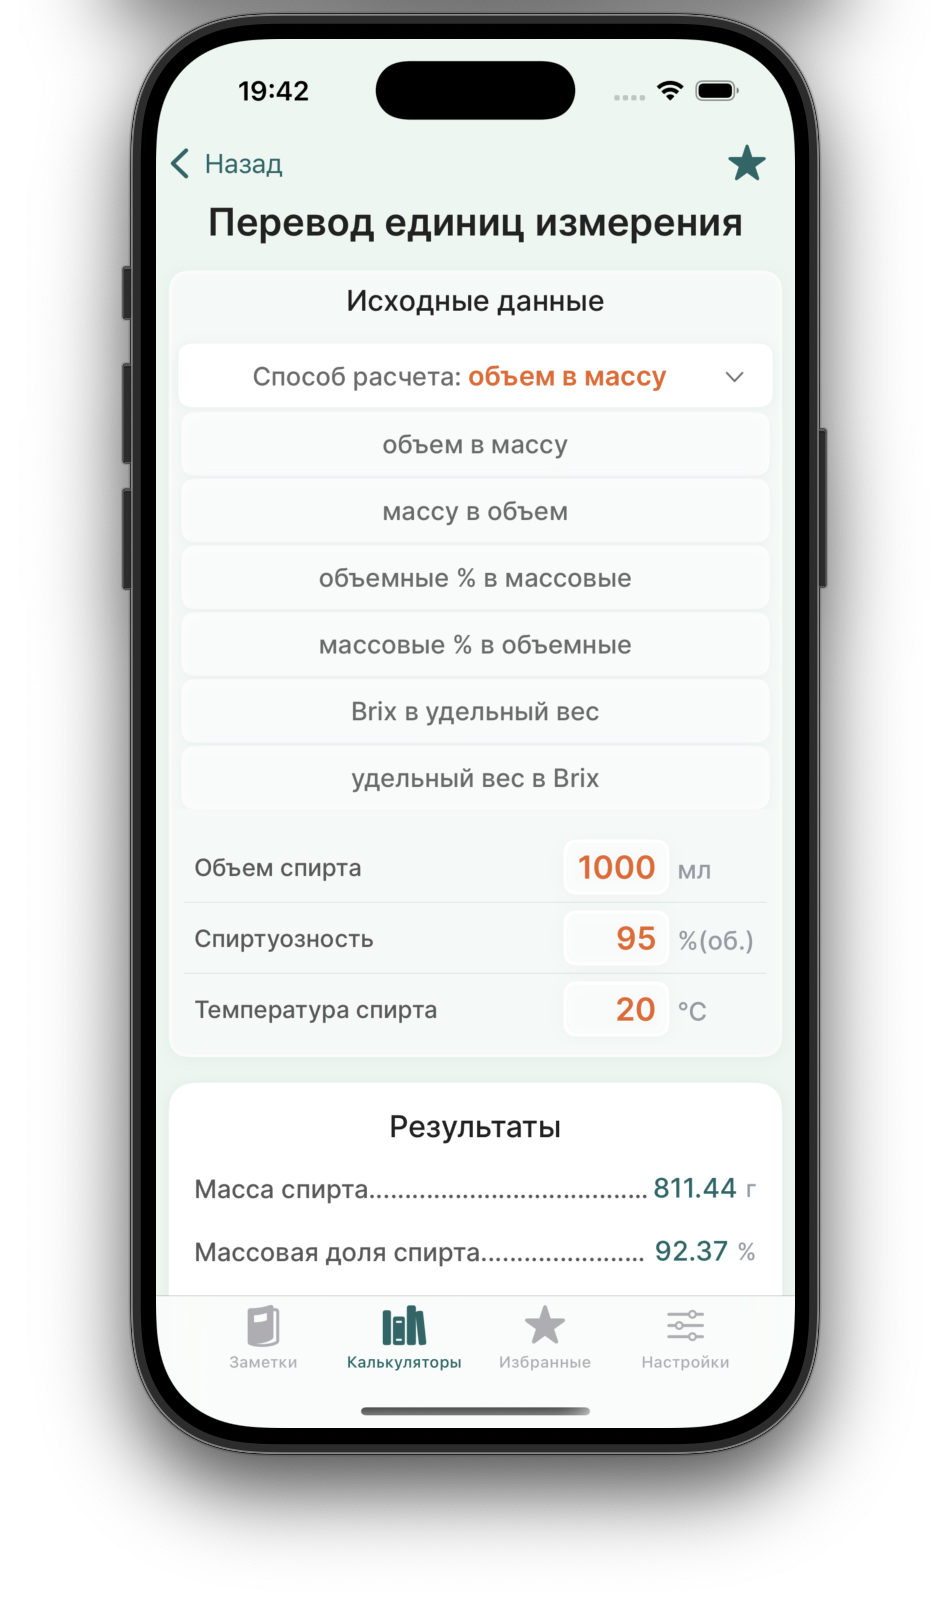 19:42
Назад
Перевод единиц измерения
Исходные данные
Способ расчета: объем в массу
объем в массу
массу в объем
объемные % в массовые
массовые % в объемные
Brix в удельный вес
удельный вес в Brix
Объем спирта 1000 мл
Спиртуозность 95 %(об.)
Температура спирта 20 °C
Результаты
Масса спирта...................................... 811.44 г
Массовая доля спирта....................... 92.37 %
Заметки Калькуляторы Избранные Настройки